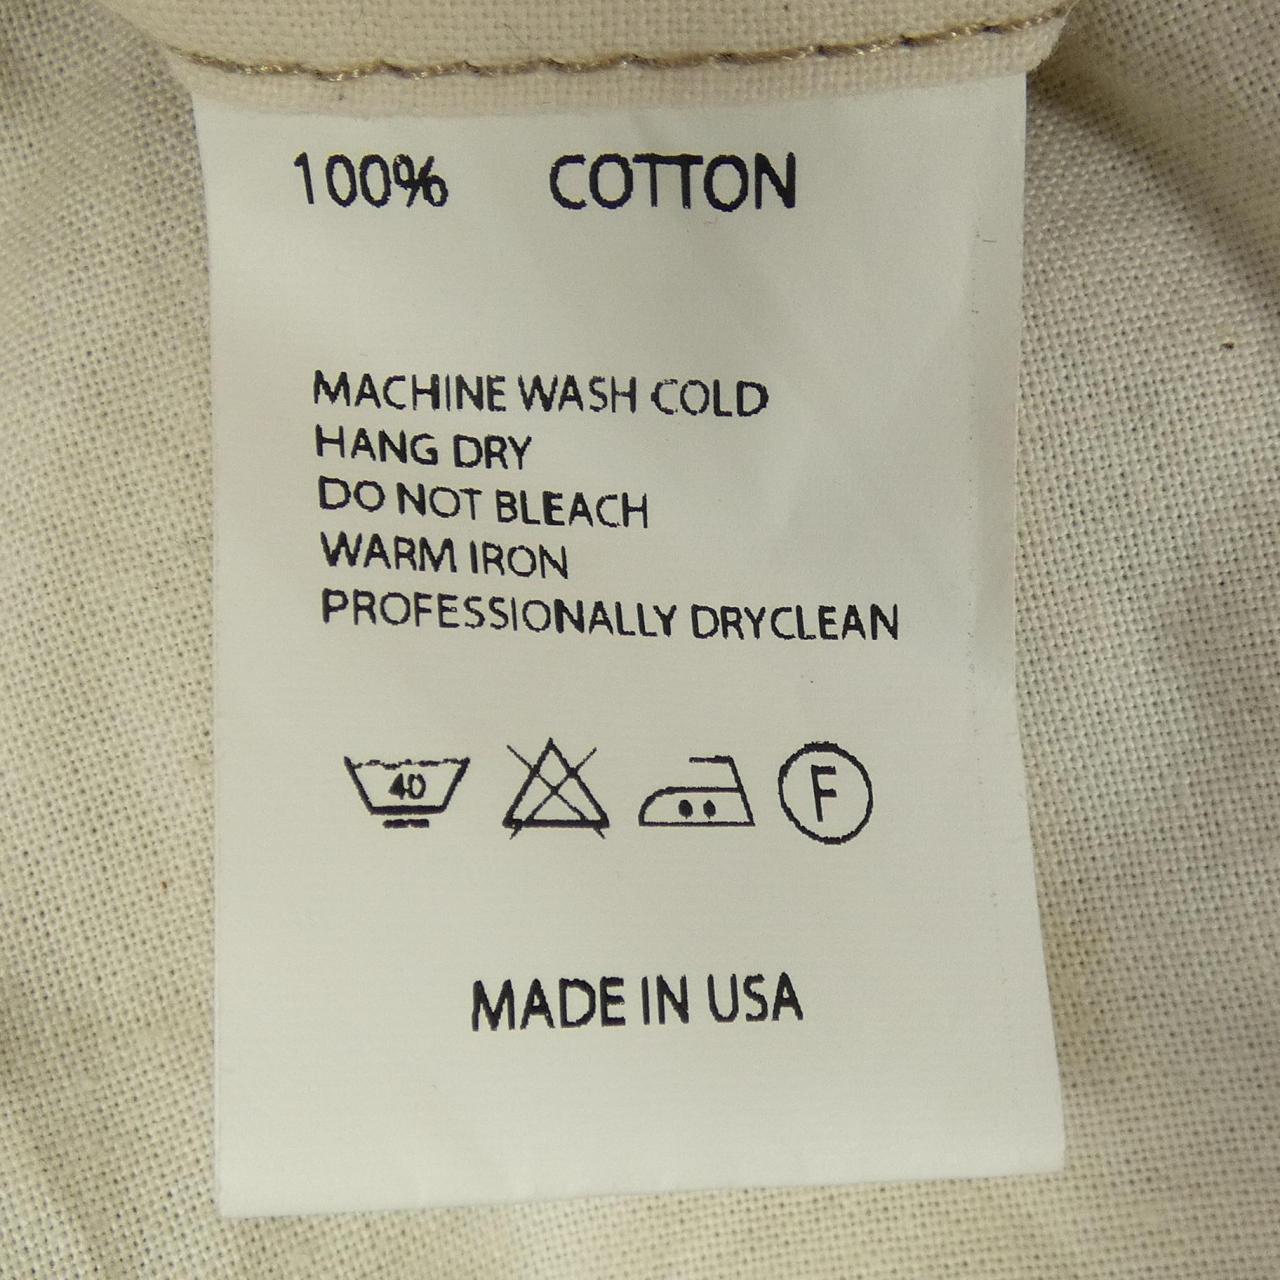 100% COTTON
MACHINE WASH COLD
HANG DRY
DO NOT BLEACH
WARM IRON
PROFESSIONALLY DRYCLEAN
40
F
MADE IN USA